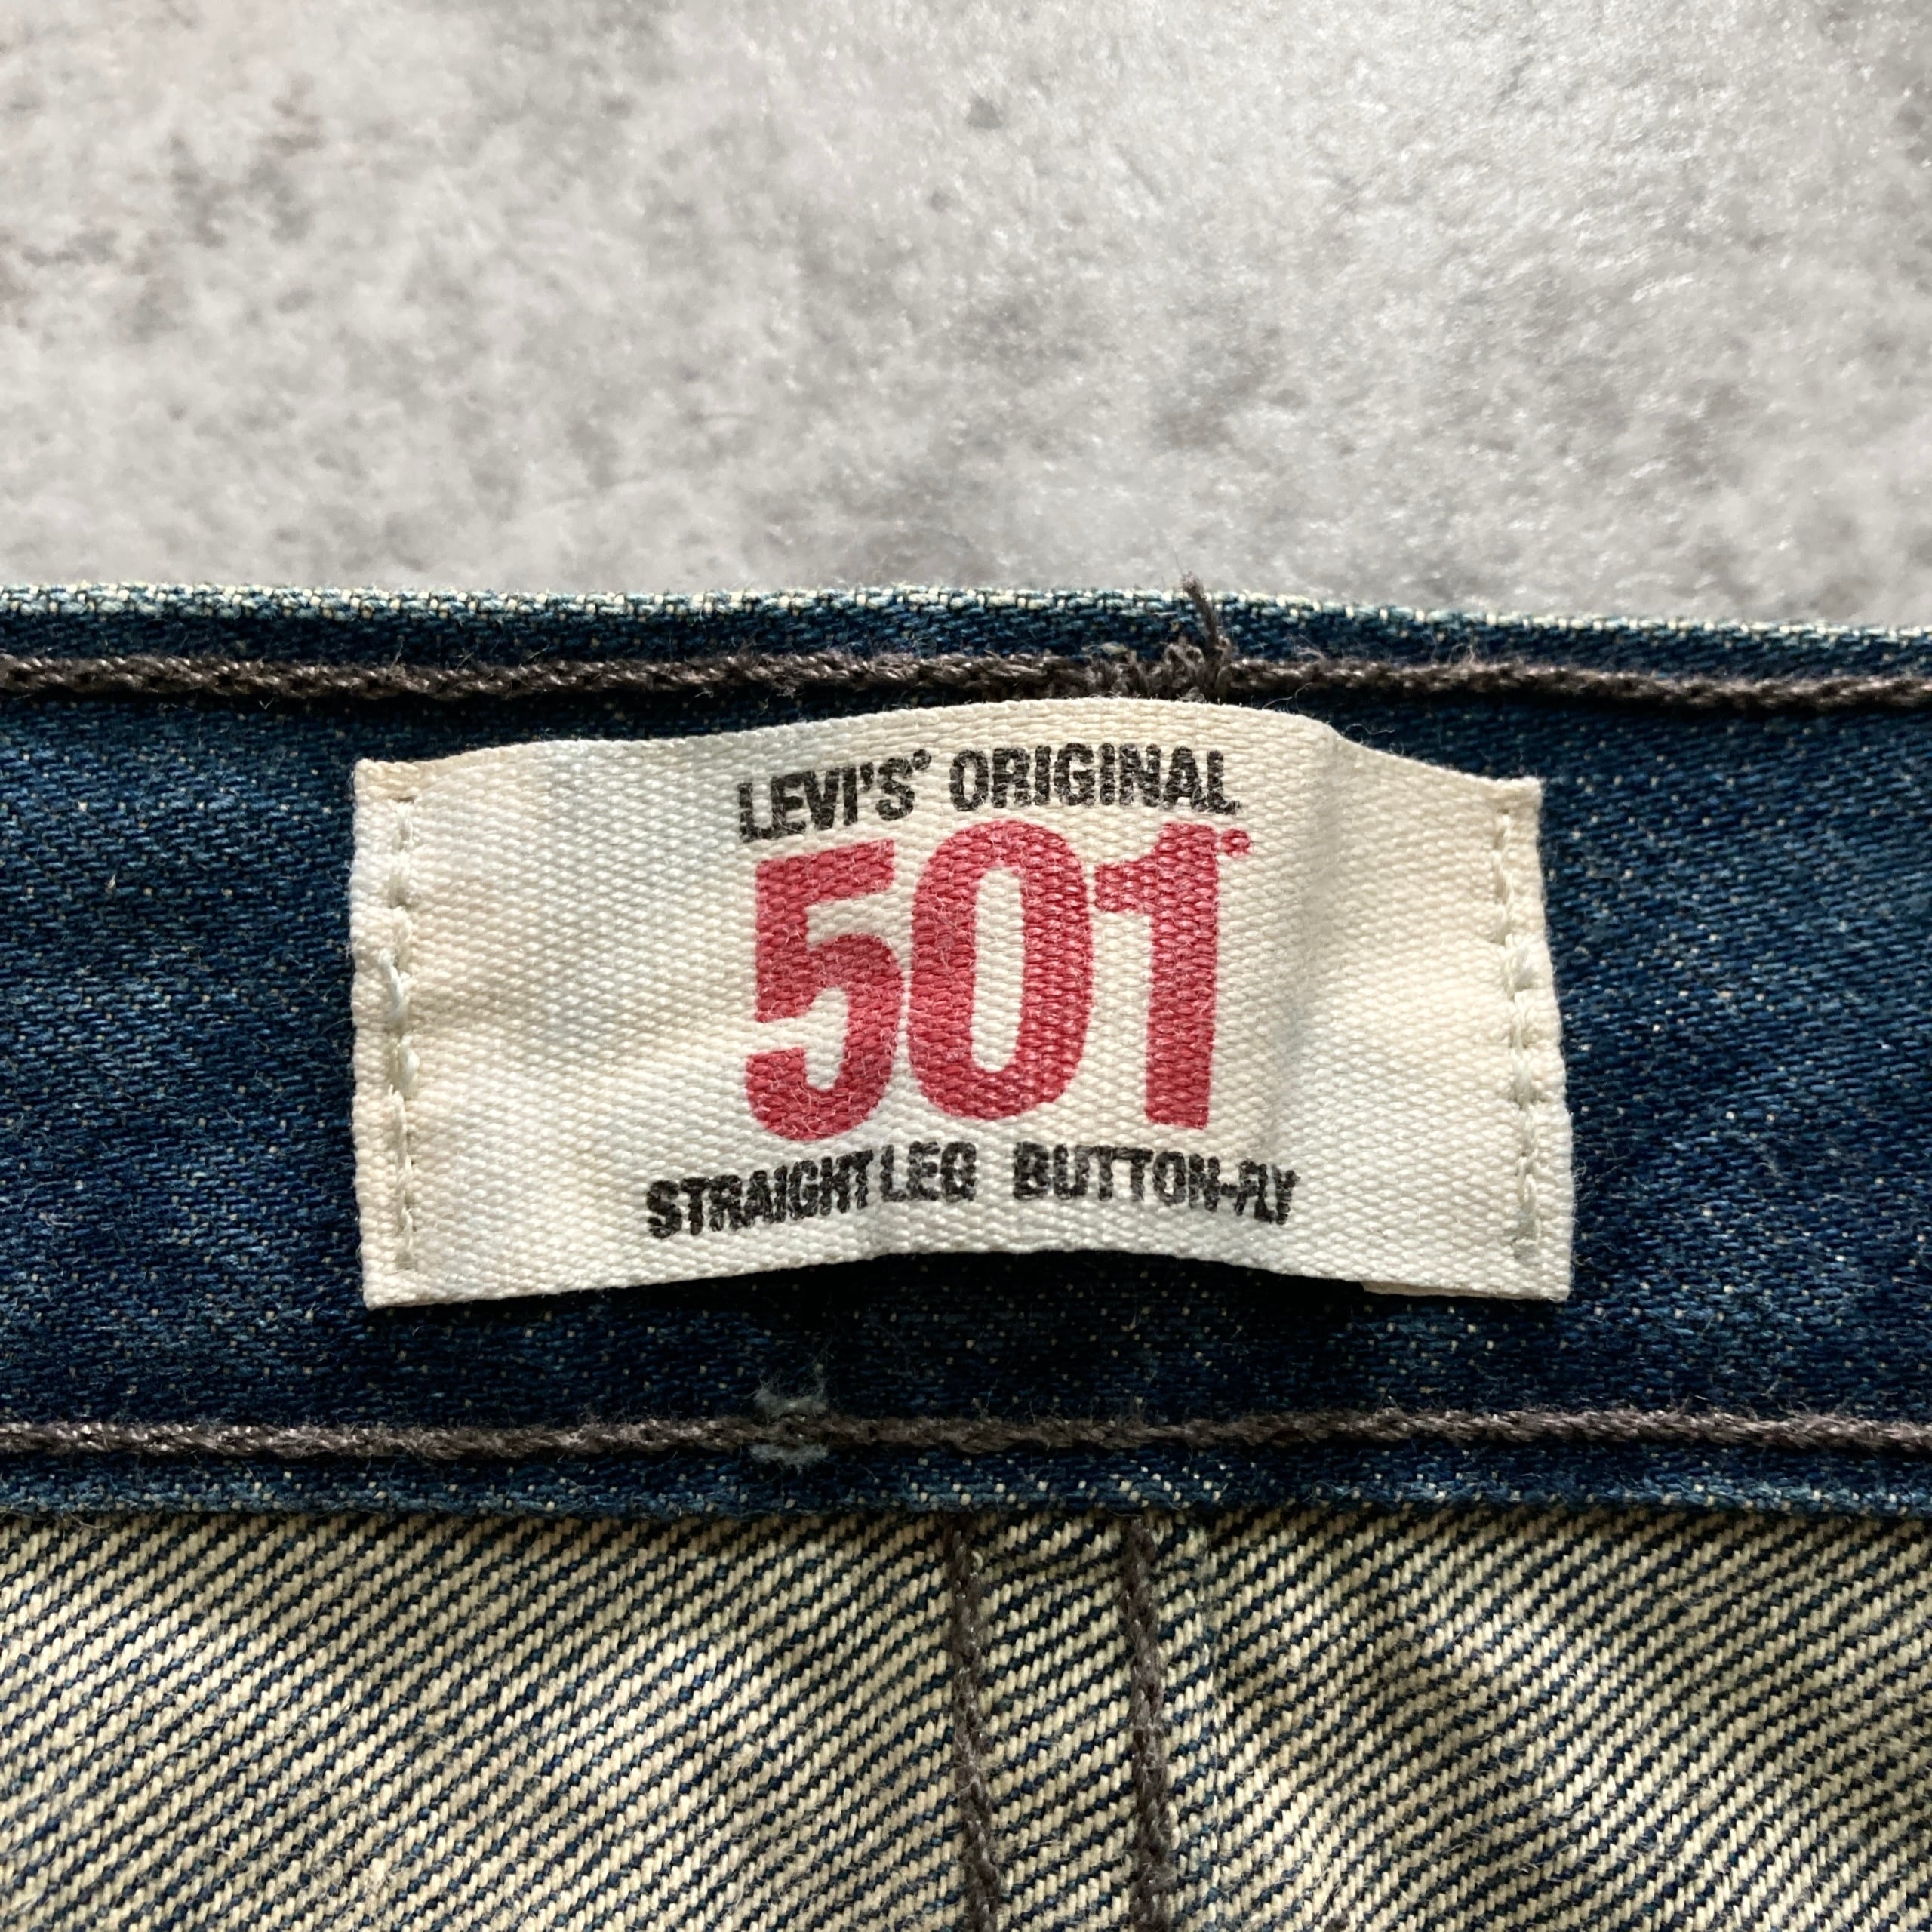 LEVI'S® ORIGINAL
501®
STRAIGHT LEG BUTTON-FLY